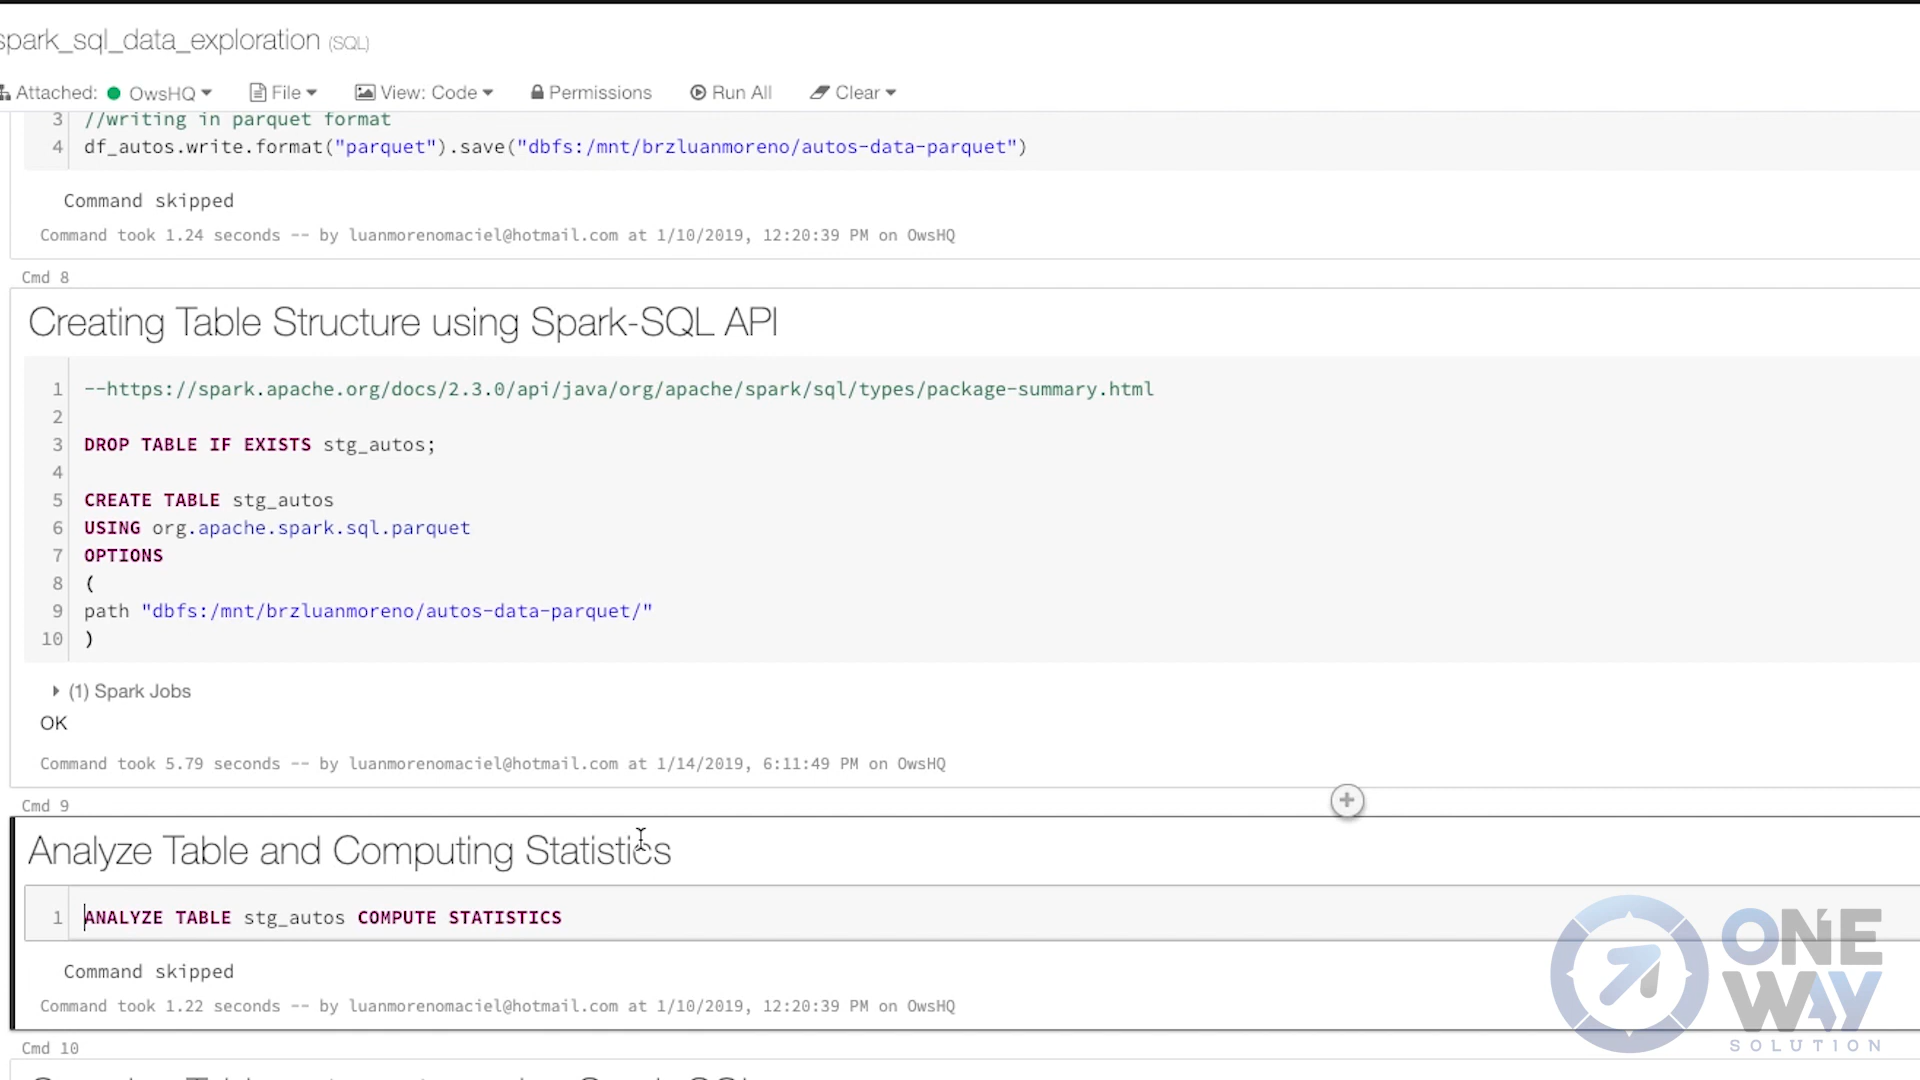 spark_sql_data_exploration (SQL)
Attached: OwsHQ File View: Code Permissions Run All Clear
3 //writing in parquet format
4 df_autos.write.format("parquet").save("dbfs:/mnt/brzluanmoreno/autos-data-parquet")
Command skipped
Command took 1.24 seconds -- by luanmorenomaciel@hotmail.com at 1/10/2019, 12:20:39 PM on OwsHQ
Cmd 8
Creating Table Structure using Spark-SQL API
1 --https://spark.apache.org/docs/2.3.0/api/java/org/apache/spark/sql/types/package-summary.html
2
3 DROP TABLE IF EXISTS stg_autos;
4
5 CREATE TABLE stg_autos
6 USING org.apache.spark.sql.parquet
7 OPTIONS
8 (
9 path "dbfs:/mnt/brzluanmoreno/autos-data-parquet/"
10 )
(1) Spark Jobs
OK
Command took 5.79 seconds -- by luanmorenomaciel@hotmail.com at 1/14/2019, 6:11:49 PM on OwsHQ
Cmd 9
Analyze Table and Computing Statistics
1 ANALYZE TABLE stg_autos COMPUTE STATISTICS
Command skipped
Command took 1.22 seconds -- by luanmorenomaciel@hotmail.com at 1/10/2019, 12:20:39 PM on OwsHQ
Cmd 10
ONE
WAY
SOLUTION